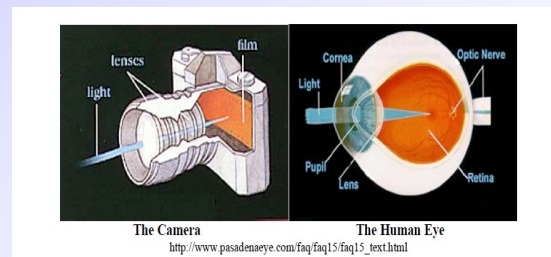 film
lenses
light
Cornea
Optic Nerve
Light
Pupil
Lens
Retina
The Camera
The Human Eye
http://www.pasadenaeye.com/faq/faq15/faq15_text.html